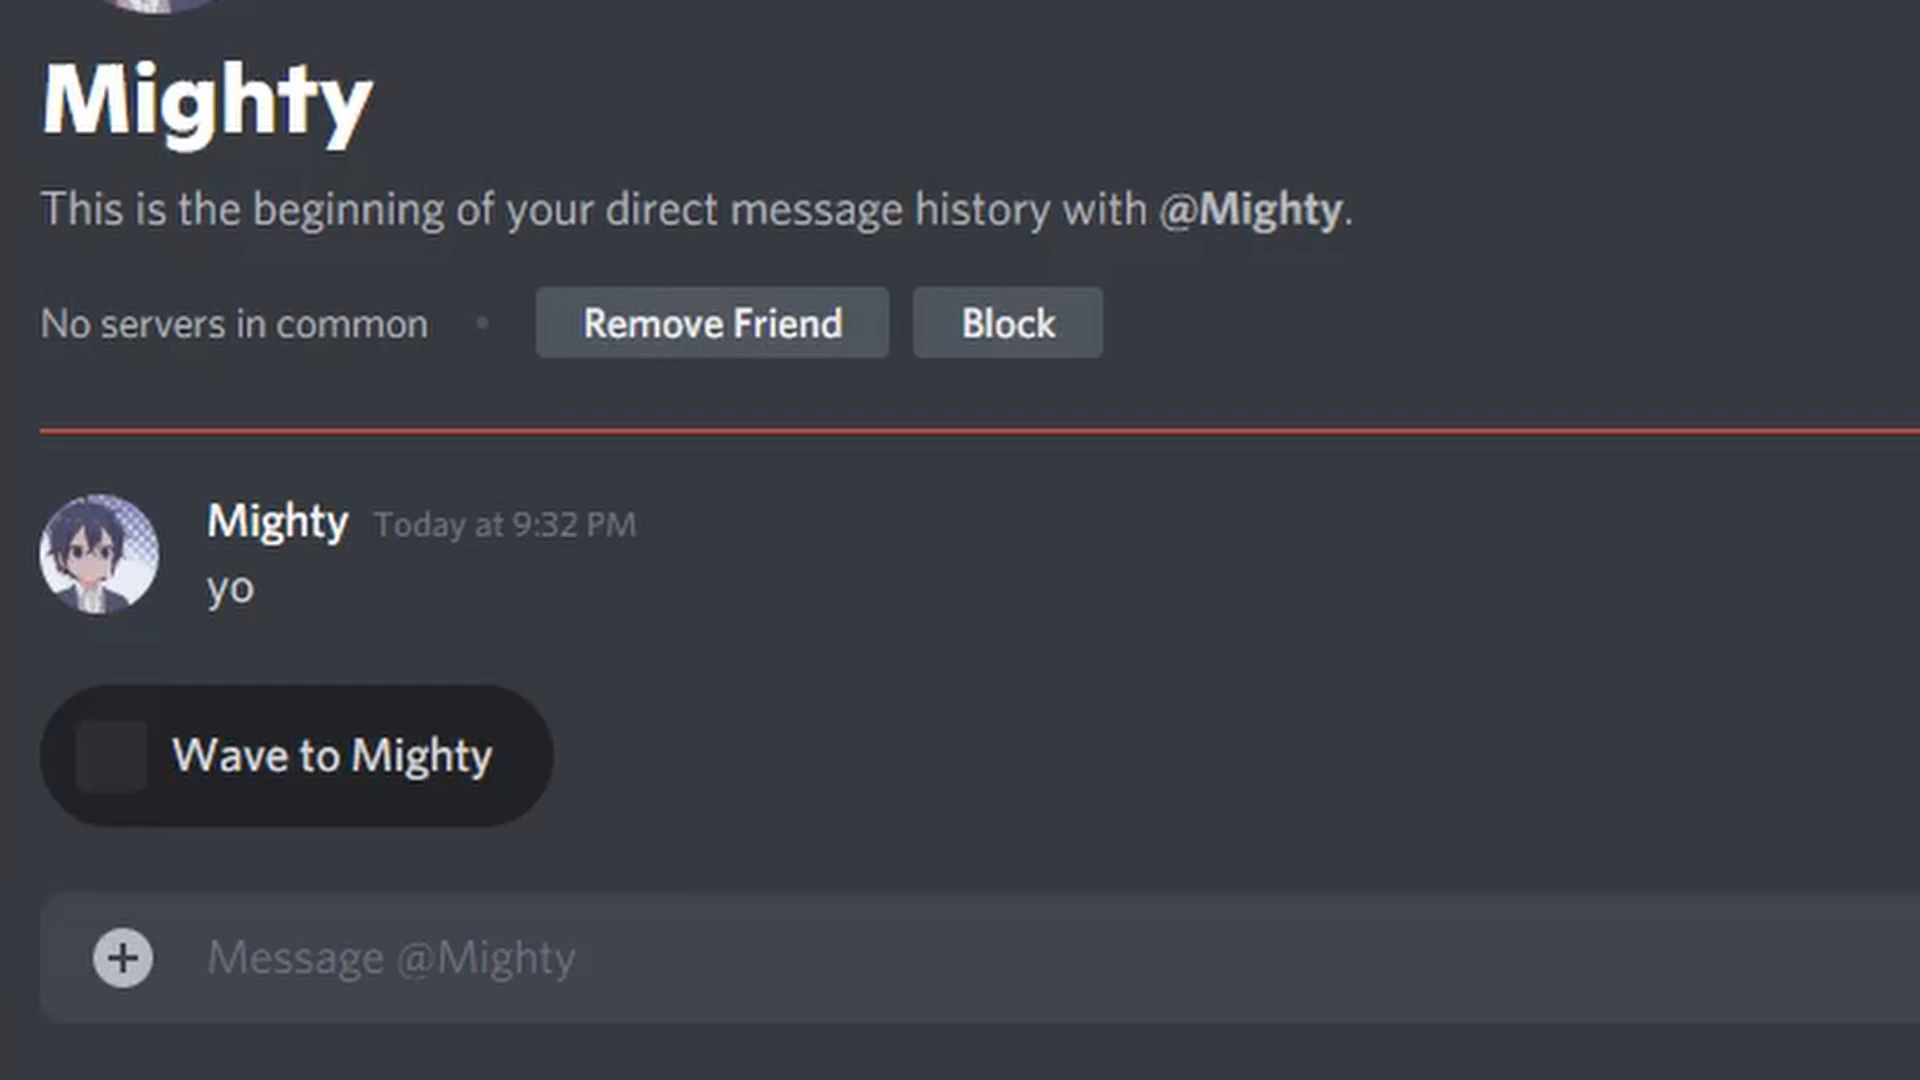 Mighty
This is the beginning of your direct message history with @Mighty.
No servers in common • Remove Friend Block
Mighty Today at 9:32 PM
yo
Wave to Mighty
Message @Mighty